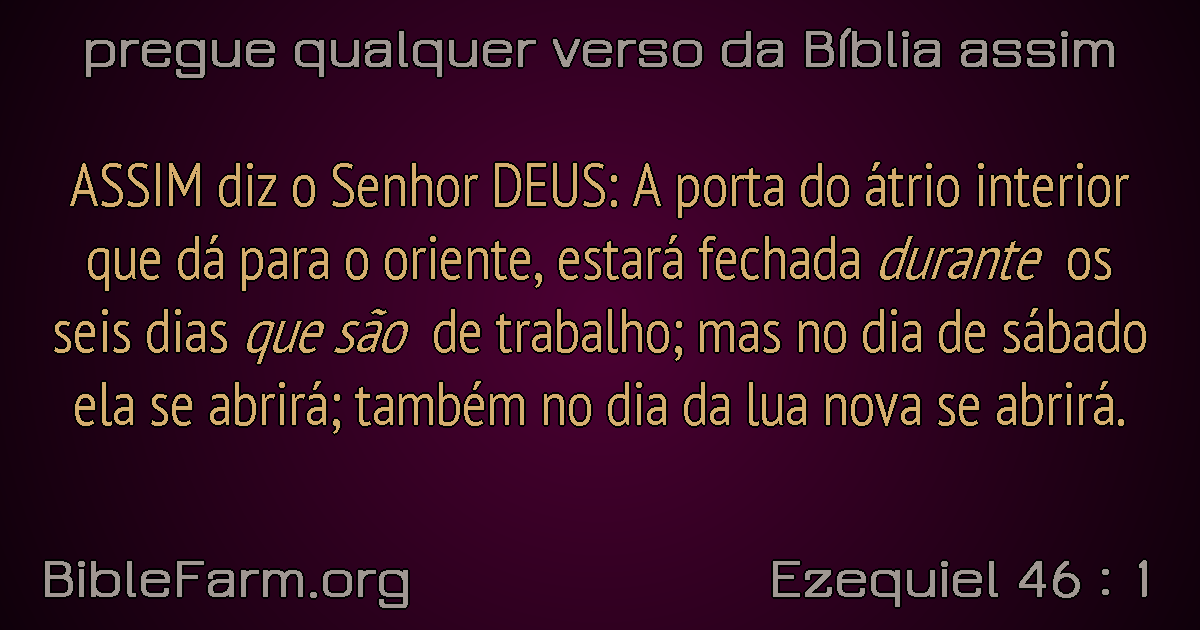 pregue qualquer verso da Bíblia assim
ASSIM diz o Senhor DEUS: A porta do átrio interior
que dá para o oriente, estará fechada durante os
seis dias que são de trabalho; mas no dia de sábado
ela se abrirá; também no dia da lua nova se abrirá.
BibleFarm.org
Ezequiel 46 : 1